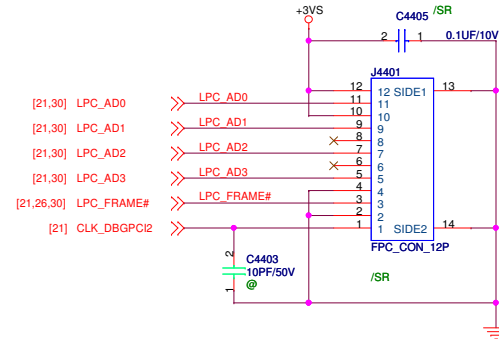 +3VS
C4405 /SR
2 1 0.1UF/10V
J4401
12 12 SIDE1 13
[21,30] LPC_AD0 LPC_AD0 11 11
10 10
[21,30] LPC_AD1 LPC_AD1 9 9
8 8
[21,30] LPC_AD2 LPC_AD2 7 7
6 6
[21,30] LPC_AD3 LPC_AD3 5 5
4 4
[21,26,30] LPC_FRAME# LPC_FRAME# 3 3
2 2
[21] CLK_DBGPCI2 1 1 SIDE2 14
FPC_CON_12P
2 C4403
10PF/50V /SR
1 @